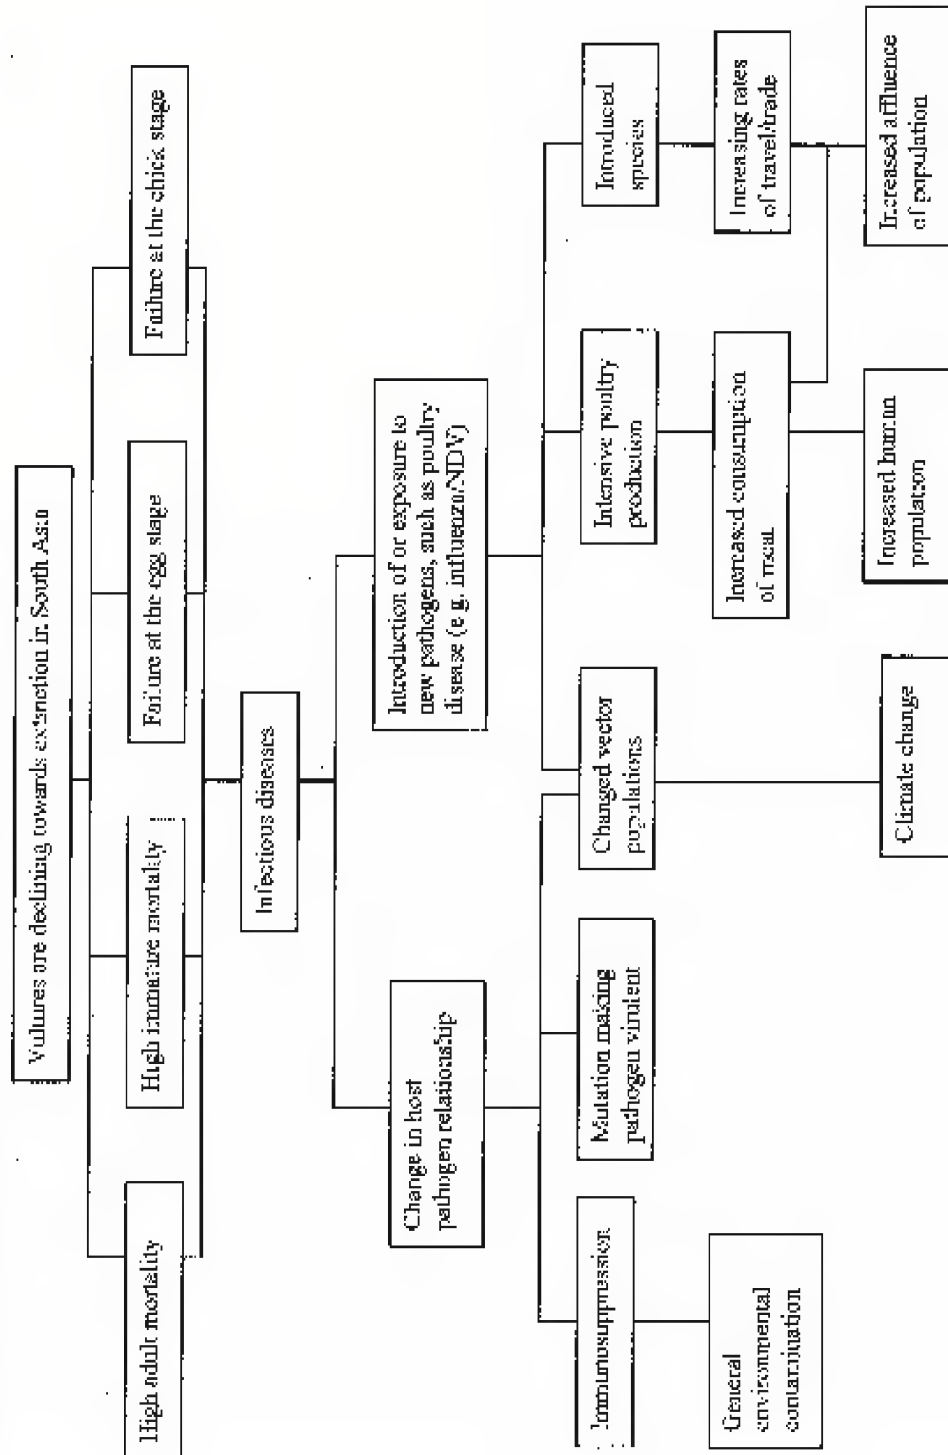 Vultures are declining towards extinction in South Asia
High adult mortality
High immature mortality
Failure at the egg stage
Failure at the chick stage
Infectious diseases
Change in host
pathogen relationship
Introduction of or exposure to
new pathogens, such as poultry
disease (e.g. influenza/NDV)
Immunosuppression
Mutation making
pathogen virulent
Changed vector
populations
Intensive poultry
production
Introduced
species
General
environmental
contamination
Increased consumption
of meat
Increasing rates
of travel/trade
Climate change
Increased human
population
Increased affluence
of population